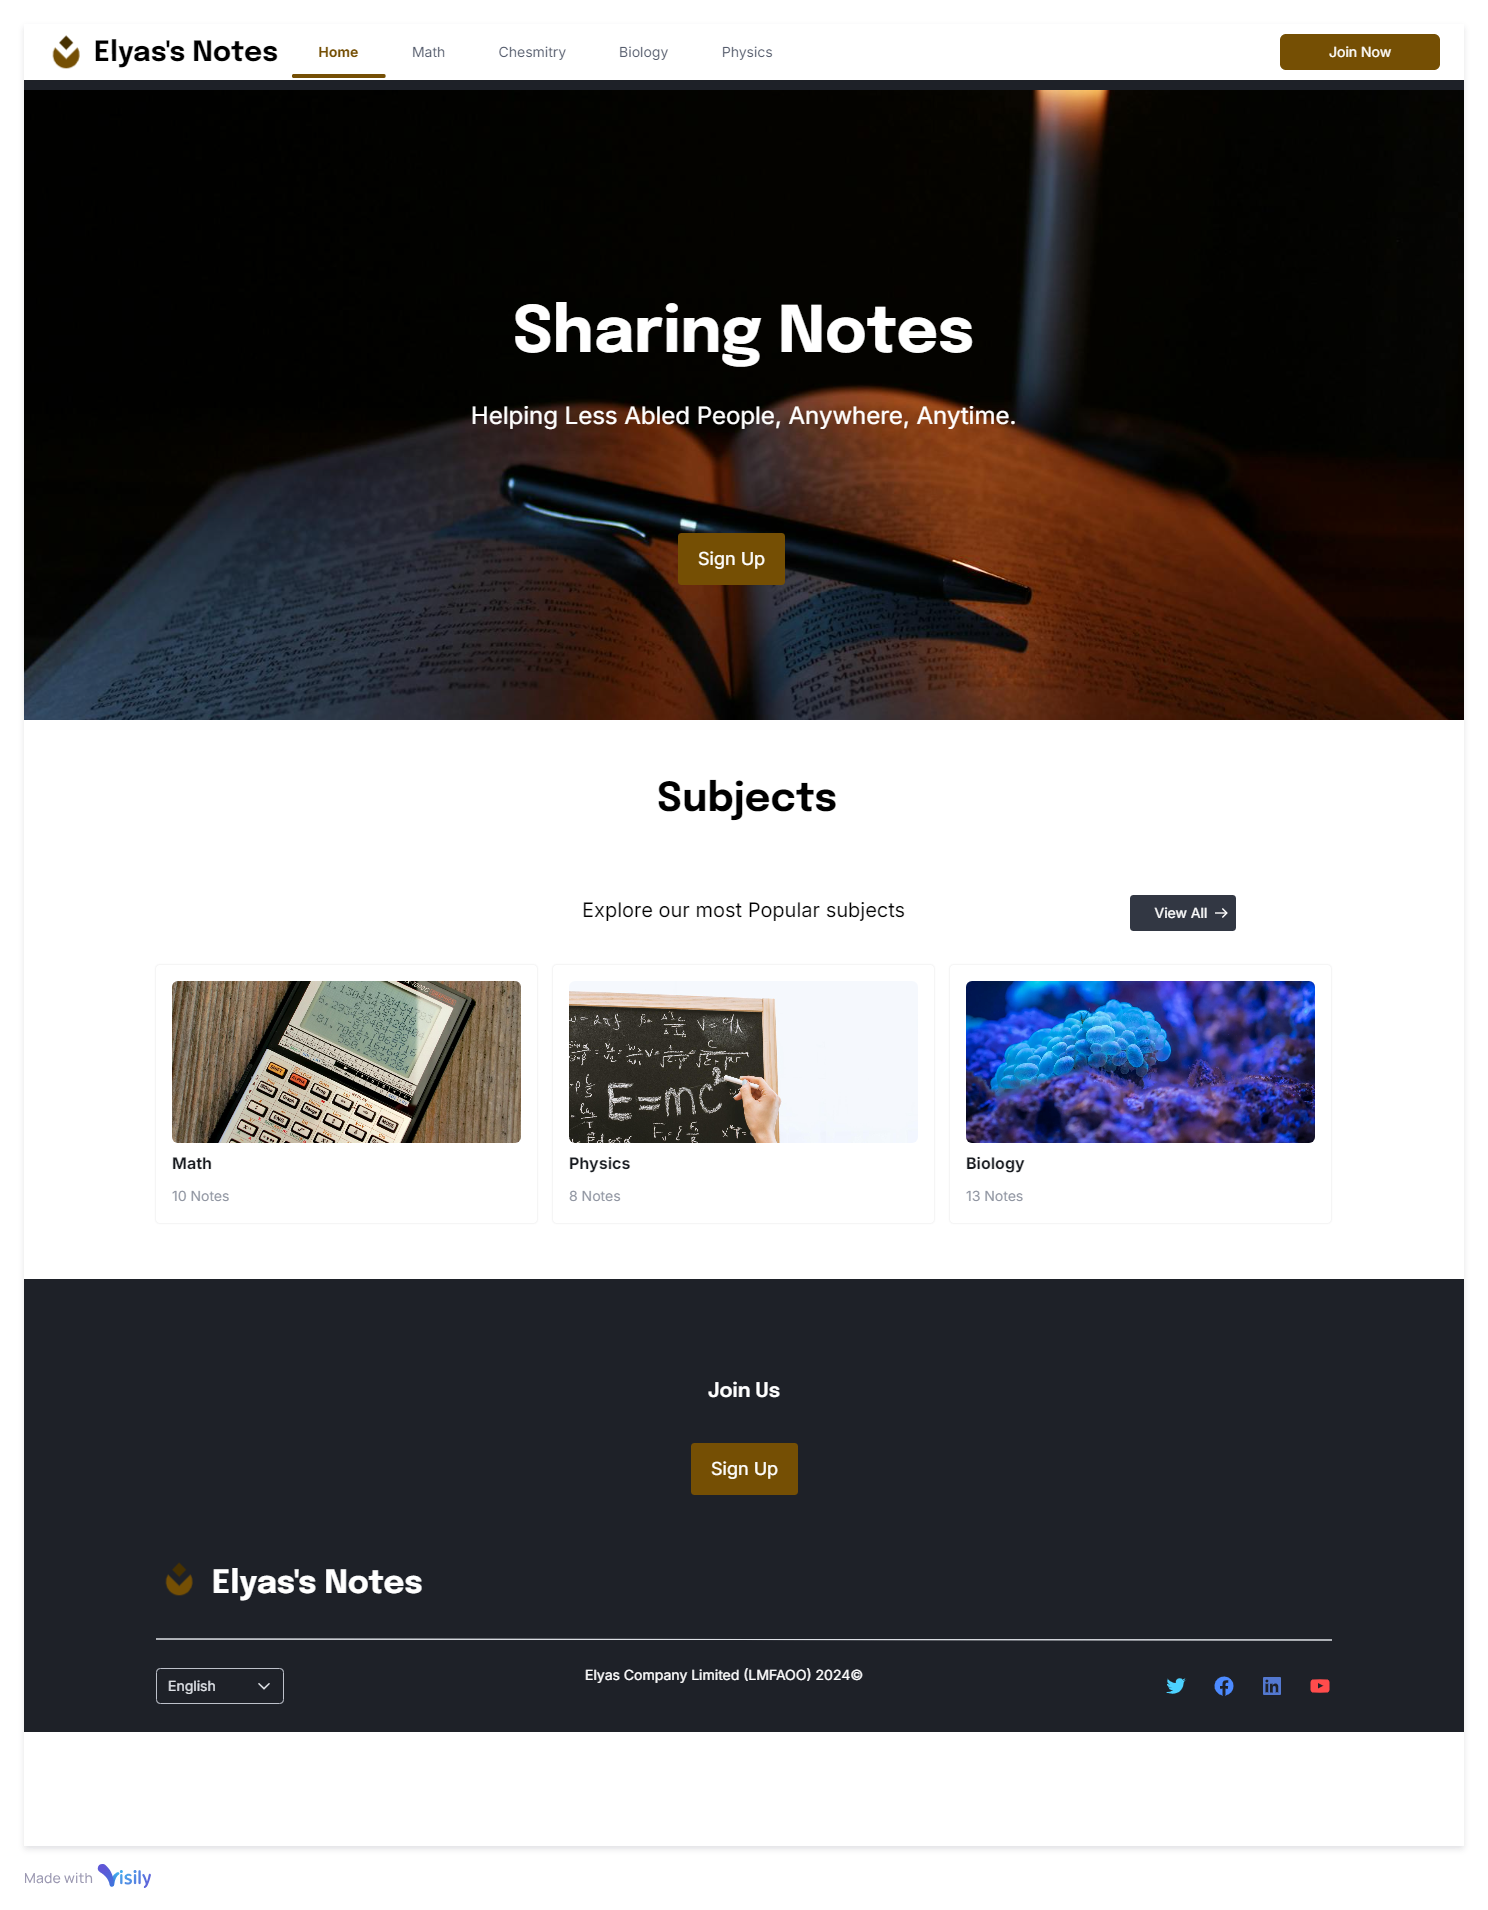 Elyas's Notes
Home
Math
Chesmitry
Biology
Physics
Join Now
Sharing Notes
Helping Less Abled People, Anywhere, Anytime.
Sign Up
Subjects
Explore our most Popular subjects
View All
E=mc²
Math
10 Notes
Physics
8 Notes
Biology
13 Notes
Join Us
Sign Up
Elyas's Notes
English
Elyas Company Limited (LMFAOO) 2024©
Made with Visily